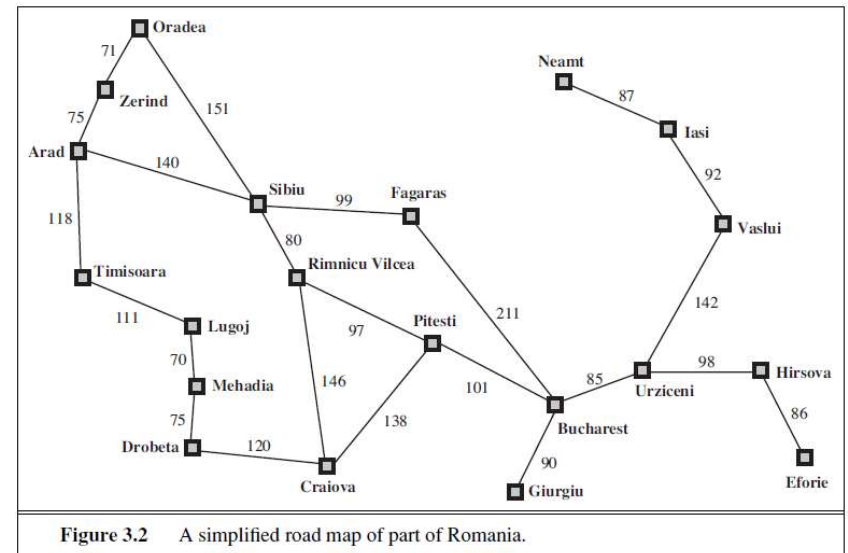 Oradea
71
Neamt
87
Zerind
151
75
Iasi
Arad
140
92
Sibiu
Fagaras
99
118
Vaslui
80
Timisoara
Rimnicu Vilcea
142
111
Lugoj
97
Pitesti
211
70
98
Hirsova
Mehadia
146
101
85
Urziceni
75
138
86
Bucharest
Drobeta
120
90
Craiova
Giurgiu
Eforie
Figure 3.2 A simplified road map of part of Romania.